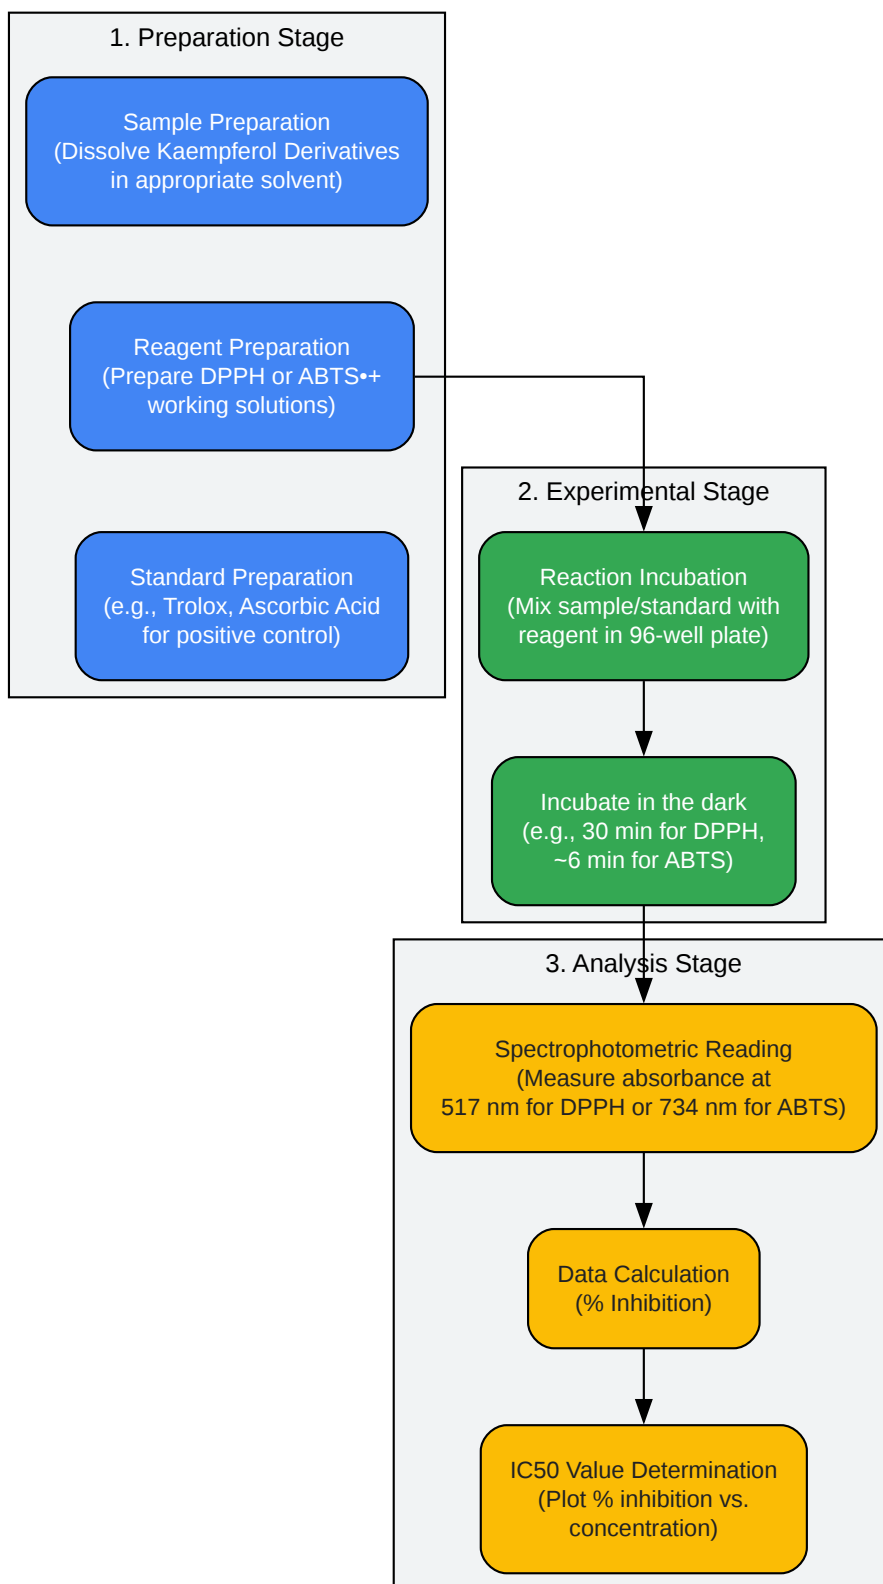 1. Preparation Stage
Sample Preparation
(Dissolve Kaempferol Derivatives
in appropriate solvent)
Reagent Preparation
(Prepare DPPH or ABTS•+
working solutions)
Standard Preparation
(e.g., Trolox, Ascorbic Acid
for positive control)
2. Experimental Stage
Reaction Incubation
(Mix sample/standard with
reagent in 96-well plate)
Incubate in the dark
(e.g., 30 min for DPPH,
~6 min for ABTS)
3. Analysis Stage
Spectrophotometric Reading
(Measure absorbance at
517 nm for DPPH or 734 nm for ABTS)
Data Calculation
(% Inhibition)
IC50 Value Determination
(Plot % inhibition vs.
concentration)